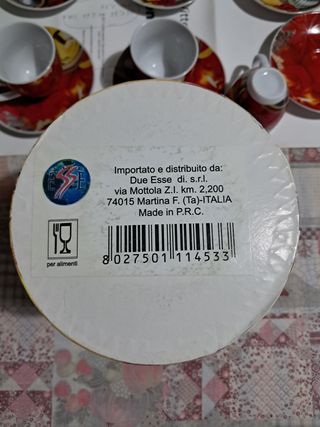 Importato e distribuito da:
Due Esse di. s.r.l.
via Mottola Z.I. km. 2,200
74015 Martina F. (Ta)-ITALIA
Made in P.R.C.
per alimenti
8 027501 114533